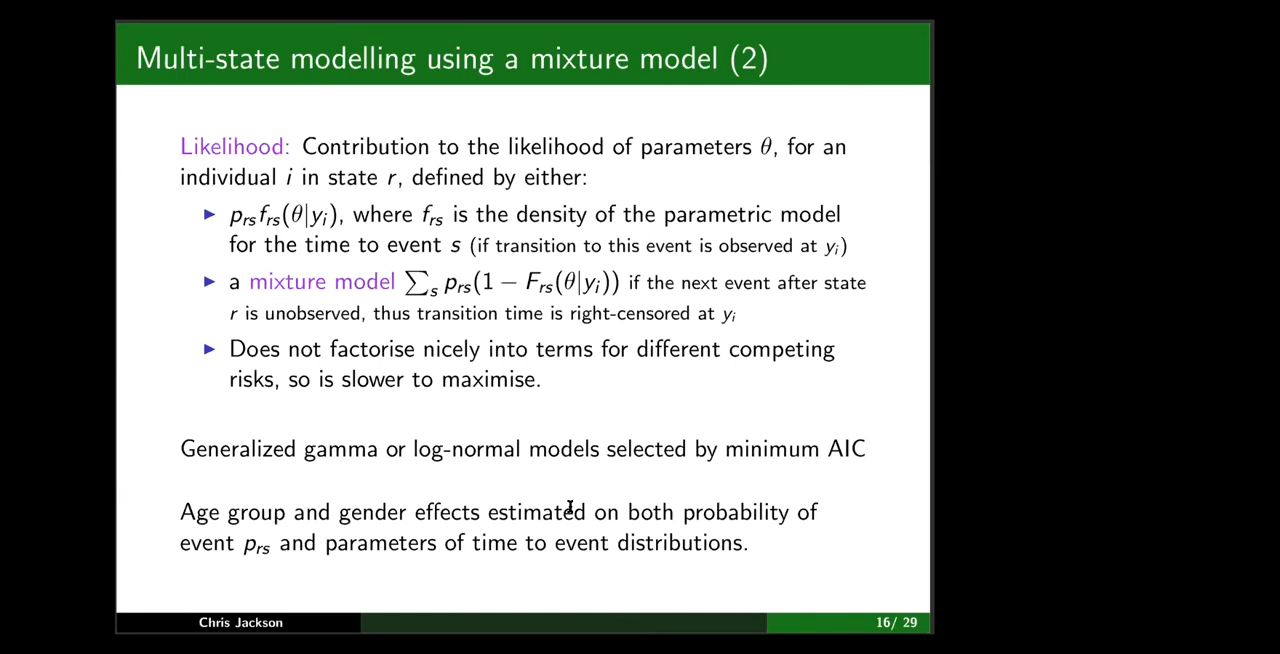 Multi-state modelling using a mixture model (2)
Likelihood: Contribution to the likelihood of parameters θ, for an
individual i in state r, defined by either:
▶ p_rs f_rs(θ|y_i), where f_rs is the density of the parametric model
for the time to event s (if transition to this event is observed at y_i)
▶ a mixture model ∑_s p_rs(1 − F_rs(θ|y_i)) if the next event after state
r is unobserved, thus transition time is right-censored at y_i
▶ Does not factorise nicely into terms for different competing
risks, so is slower to maximise.
Generalized gamma or log-normal models selected by minimum AIC
Age group and gender effects estimated on both probability of
event p_rs and parameters of time to event distributions.
Chris Jackson
16/ 29